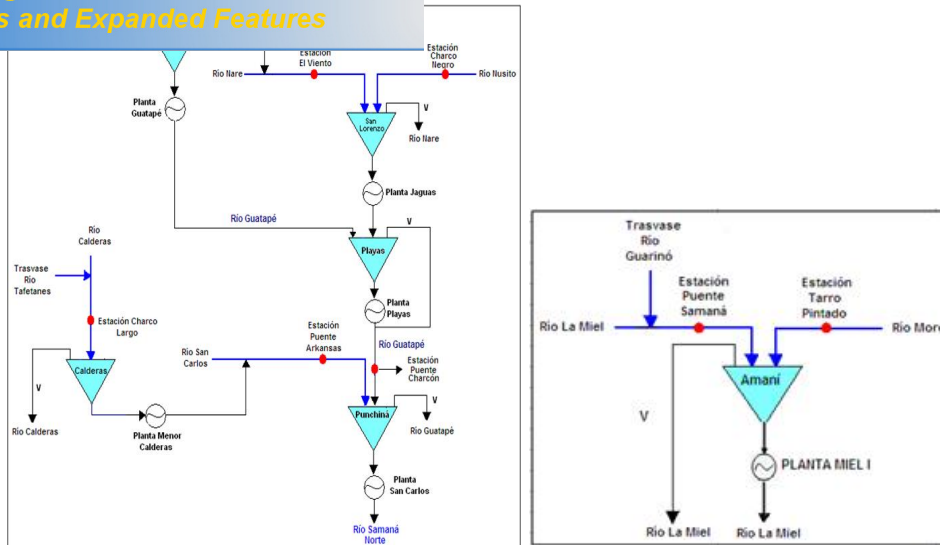 s and Expanded Features
Estación
El Viento
Estación
Charco
Negro
Río Nare
Río Nusito
Planta
Guatapé
San
Lorenzo
V
Río Nare
Planta Jaguas
Río Guatapé
V
Playas
Río
Calderas
Trasvase
Río
Tafetanes
Planta
Playas
Estación Charco
Largo
Estación
Puente
Arkansas
Río Guatapé
Río San
Carlos
Estación
Puente
Charcón
Calderas
V
V
Punchiná
Río Calderas
Planta Menor
Calderas
Río Guatapé
Planta
San Carlos
Río Samaná
Norte
Trasvase
Río
Guarinó
Estación
Puente
Samaná
Estación
Tarro
Pintado
Río La Miel
Río Mor
Amaní
V
PLANTA MIEL I
Río La Miel
Río La Miel